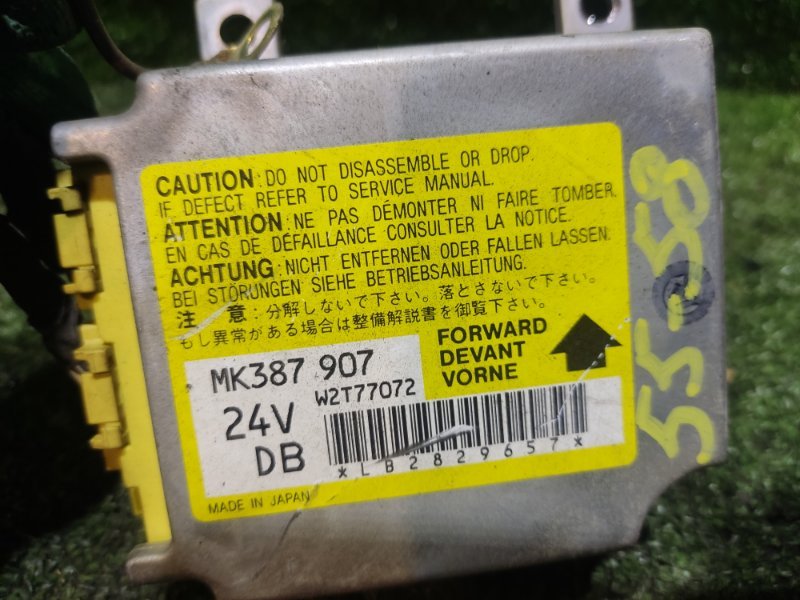 CAUTION : DO NOT DISASSEMBLE OR DROP.
IF DEFECT REFER TO SERVICE MANUAL.
ATTENTION : NE PAS DÉMONTER NI FAIRE TOMBER.
EN CAS DE DÉFAILLANCE CONSULTER LA NOTICE.
ACHTUNG : NICHT ENTFERNEN ODER FALLEN LASSEN.
BEI STÖRUNGEN SIEHE BETRIEBSANLEITUNG.
注 意 : 分解しないで下さい。落とさないで下さい。
もし異常がある場合は整備解説書を御覧下さい。
FORWARD
DEVANT
VORNE
MK387 907
W2T77072
24V
DB
*LB2829657*
MADE IN JAPAN
55-58